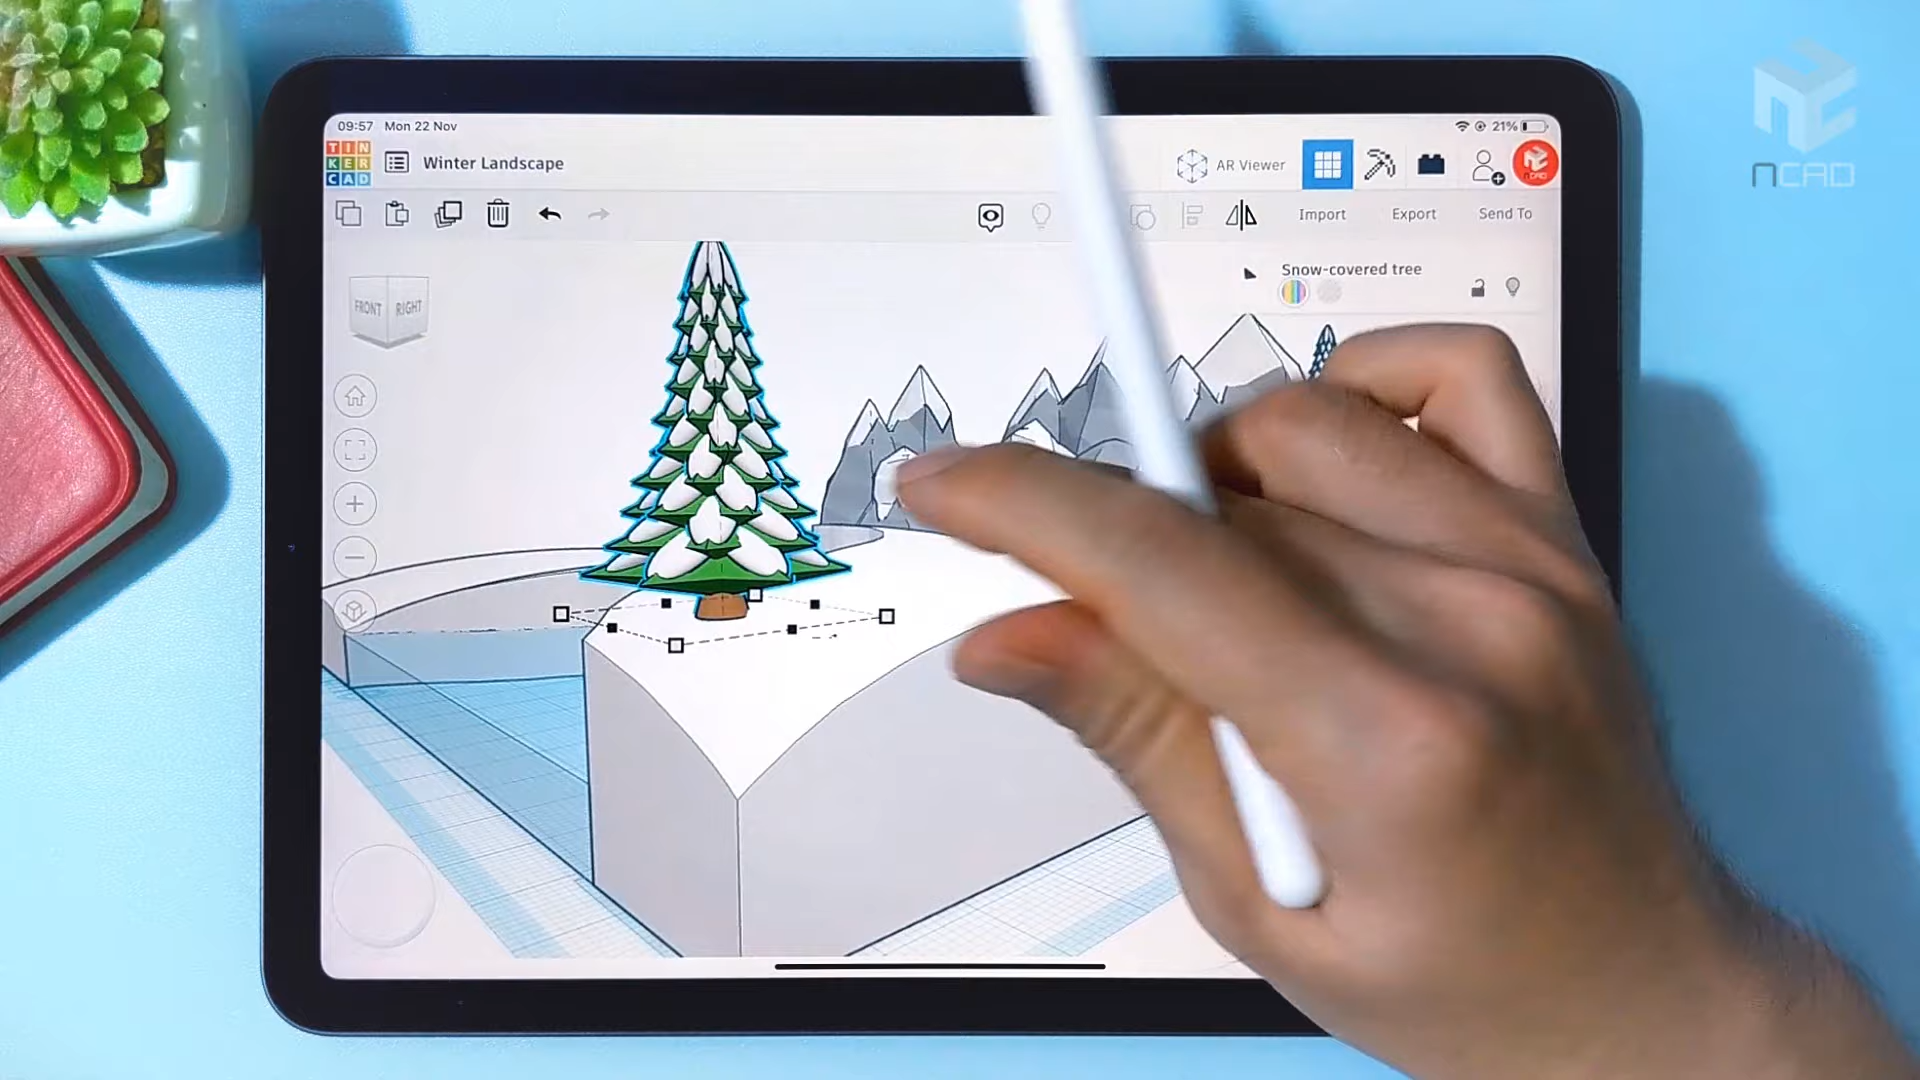 09:57 Mon 22 Nov
21%
TIN
KER
CAD
Winter Landscape
AR Viewer
NCAD
Import
Export
Send To
Snow-covered tree
FRONT
RIGHT
nCAD